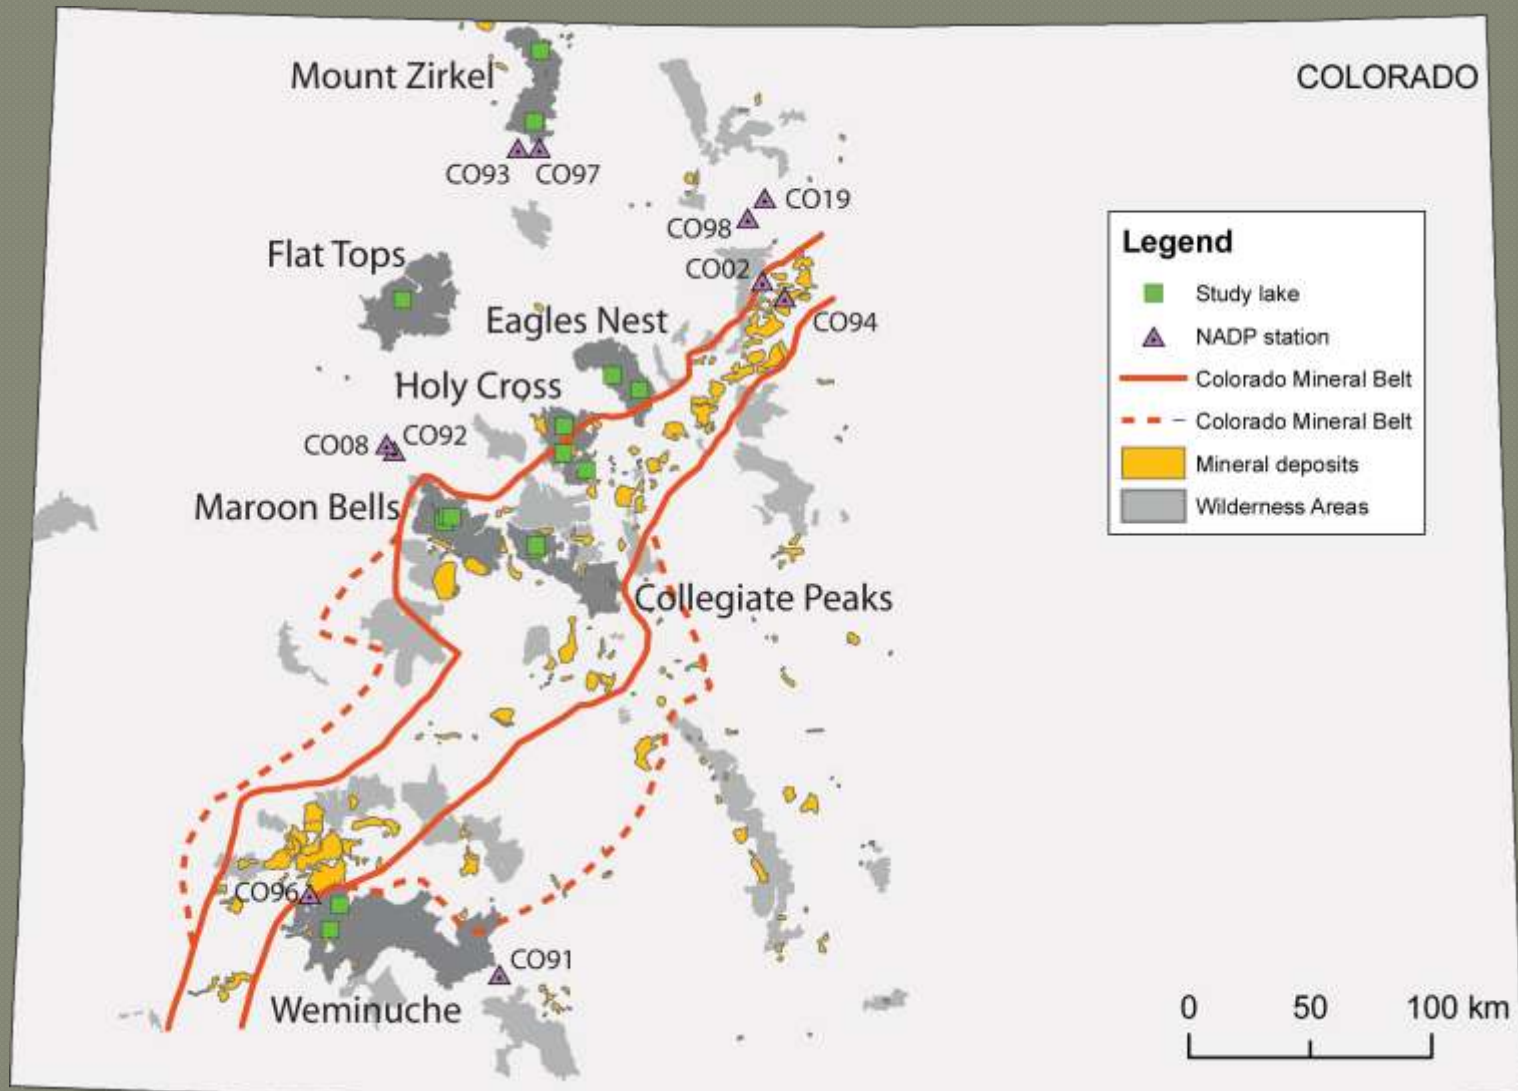 COLORADO
Mount Zirkel
CO93
CO97
CO19
CO98
Flat Tops
CO02
Eagles Nest
CO94
Holy Cross
CO08
CO92
Maroon Bells
Collegiate Peaks
CO96
CO91
Weminuche
Legend
Study lake
NADP station
Colorado Mineral Belt
Colorado Mineral Belt
Mineral deposits
Wilderness Areas
0 50 100 km